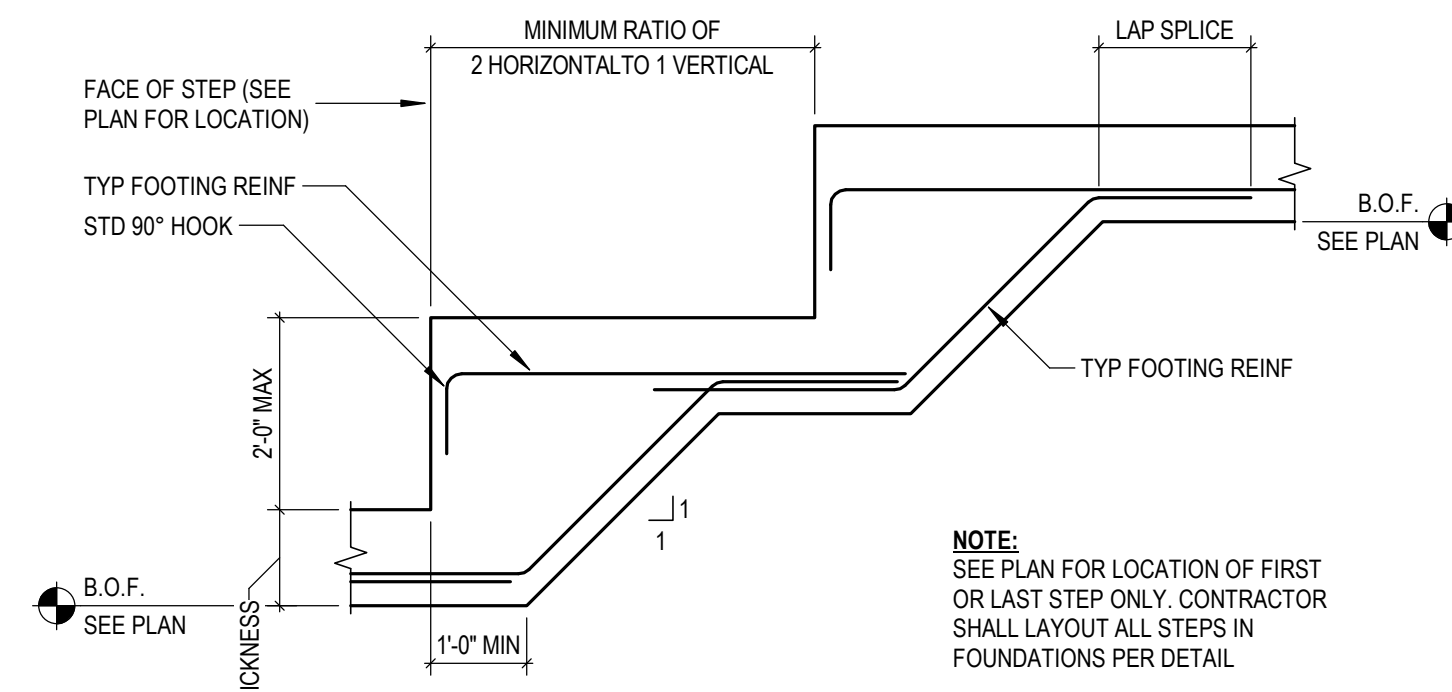 MINIMUM RATIO OF
2 HORIZONTALTO 1 VERTICAL
LAP SPLICE
FACE OF STEP (SEE
PLAN FOR LOCATION)
TYP FOOTING REINF
STD 90° HOOK
B.O.F.
SEE PLAN
TYP FOOTING REINF
2'-0" MAX
1
1
B.O.F.
SEE PLAN
ICKNESS
1'-0" MIN
NOTE:
SEE PLAN FOR LOCATION OF FIRST
OR LAST STEP ONLY. CONTRACTOR
SHALL LAYOUT ALL STEPS IN
FOUNDATIONS PER DETAIL